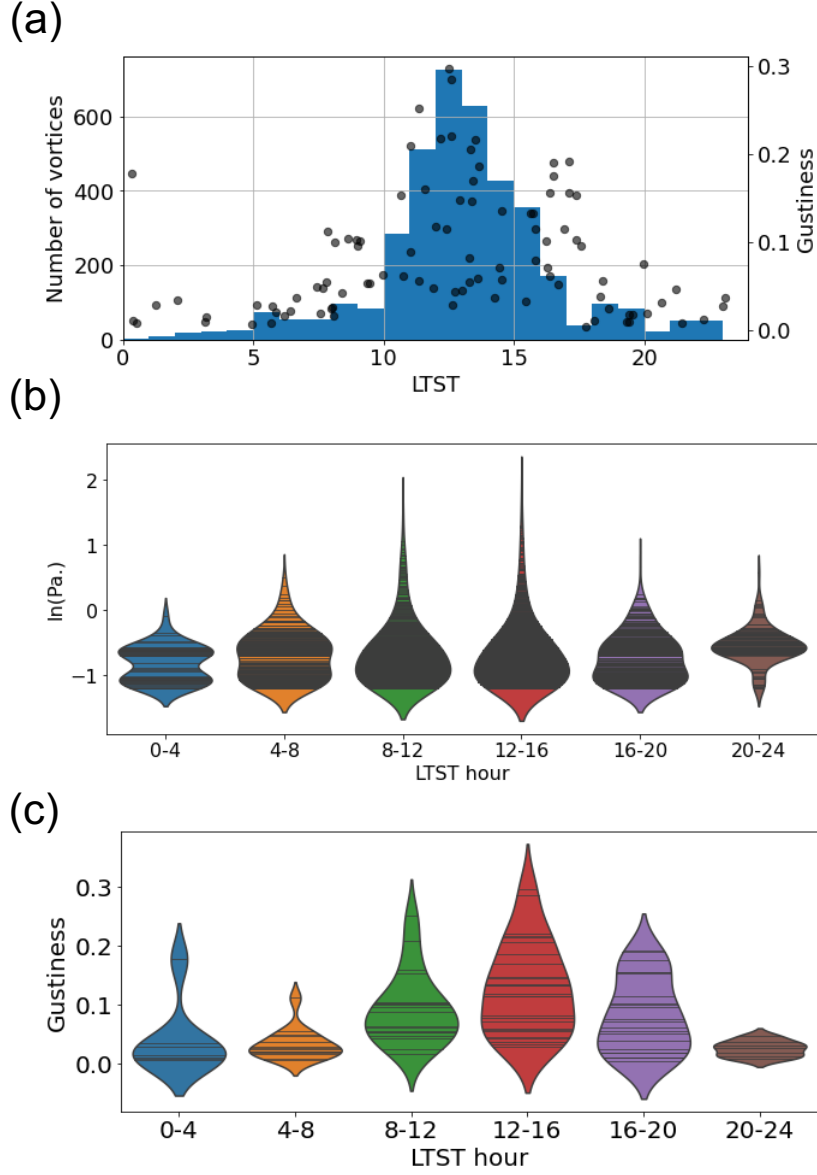 (a)
600
400
200
0
Number of vortices
0.3
0.2
0.1
0.0
Gustiness
0 5 10 15 20
LTST
(b)
2
1
0
−1
ln(Pa.)
0-4 4-8 8-12 12-16 16-20 20-24
LTST hour
(c)
0.3
0.2
0.1
0.0
Gustiness
0-4 4-8 8-12 12-16 16-20 20-24
LTST hour